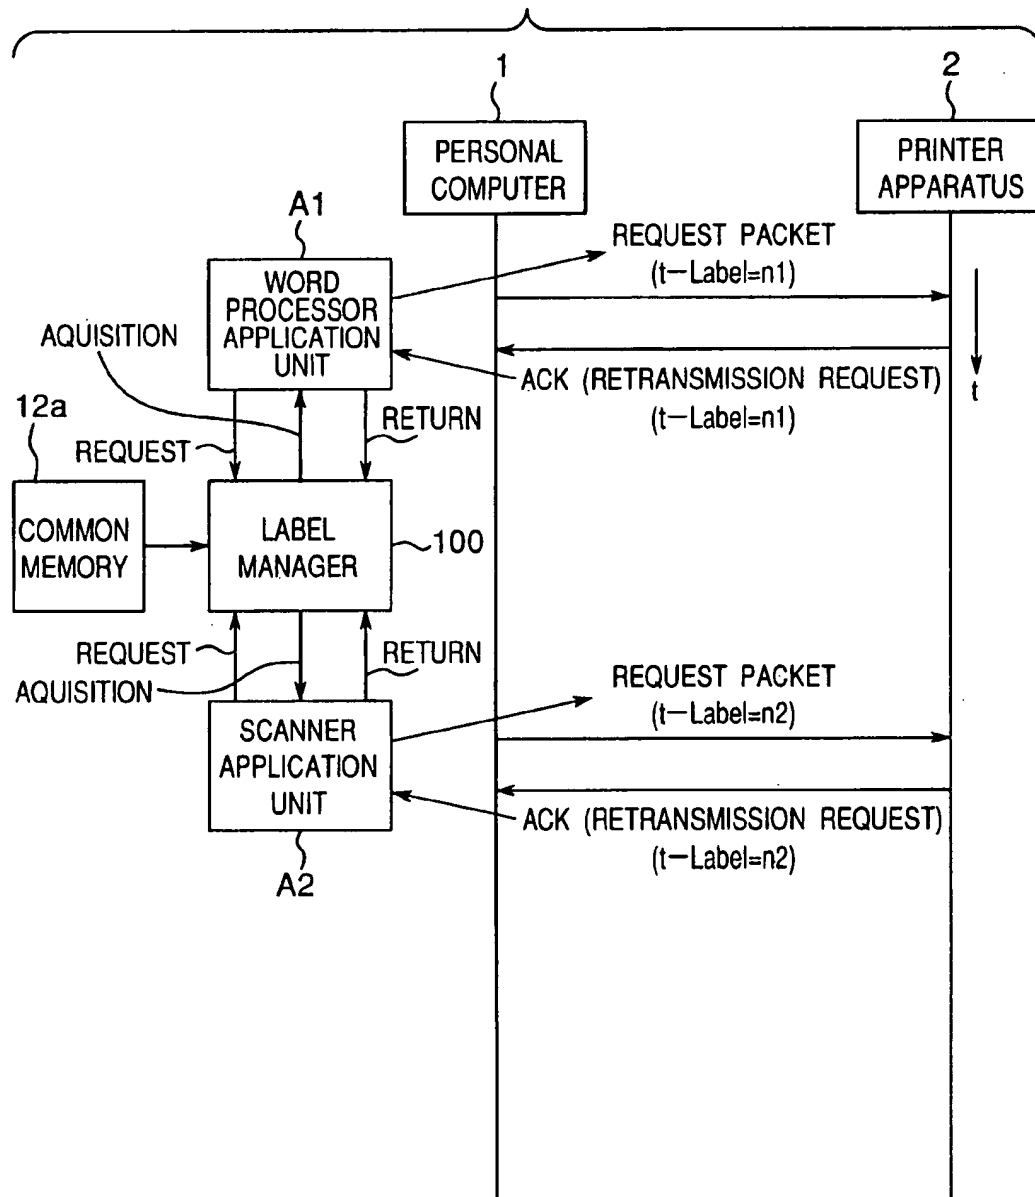 1
2
PERSONAL
COMPUTER
PRINTER
APPARATUS
A1
REQUEST PACKET
(t-Label=n1)
WORD
PROCESSOR
APPLICATION
UNIT
AQUISITION
ACK (RETRANSMISSION REQUEST)
(t-Label=n1)
t
12a
REQUEST
RETURN
COMMON
MEMORY
LABEL
MANAGER
100
REQUEST
RETURN
AQUISITION
REQUEST PACKET
(t-Label=n2)
SCANNER
APPLICATION
UNIT
ACK (RETRANSMISSION REQUEST)
(t-Label=n2)
A2